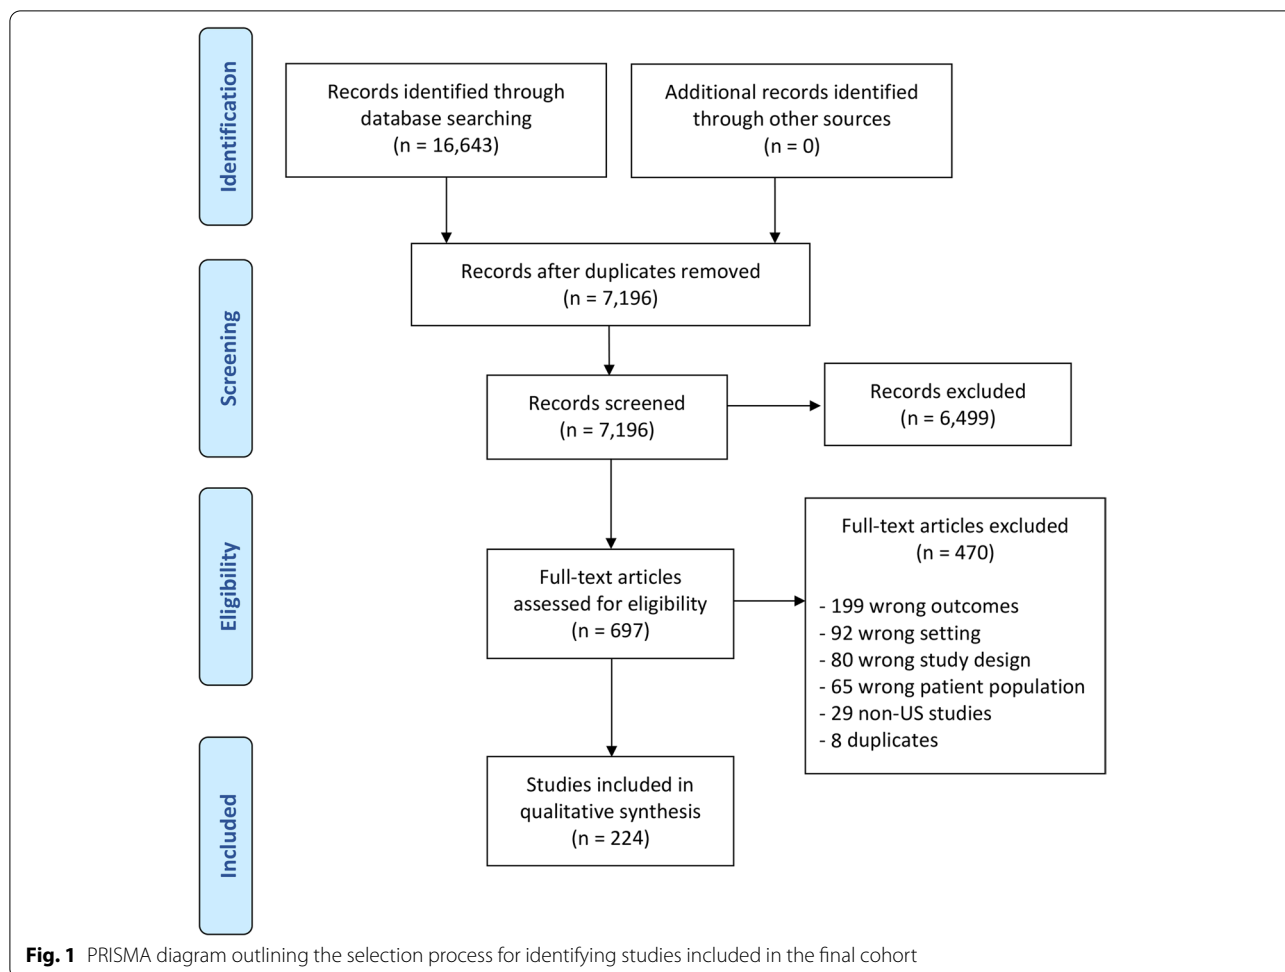 Identification
Records identified through
database searching
(n = 16,643)
Additional records identified
through other sources
(n = 0)
Screening
Records after duplicates removed
(n = 7,196)
Records screened
(n = 7,196)
Records excluded
(n = 6,499)
Eligibility
Full-text articles
assessed for eligibility
(n = 697)
Full-text articles excluded
(n = 470)
- 199 wrong outcomes
- 92 wrong setting
- 80 wrong study design
- 65 wrong patient population
- 29 non-US studies
- 8 duplicates
Included
Studies included in
qualitative synthesis
(n = 224)
Fig. 1 PRISMA diagram outlining the selection process for identifying studies included in the final cohort